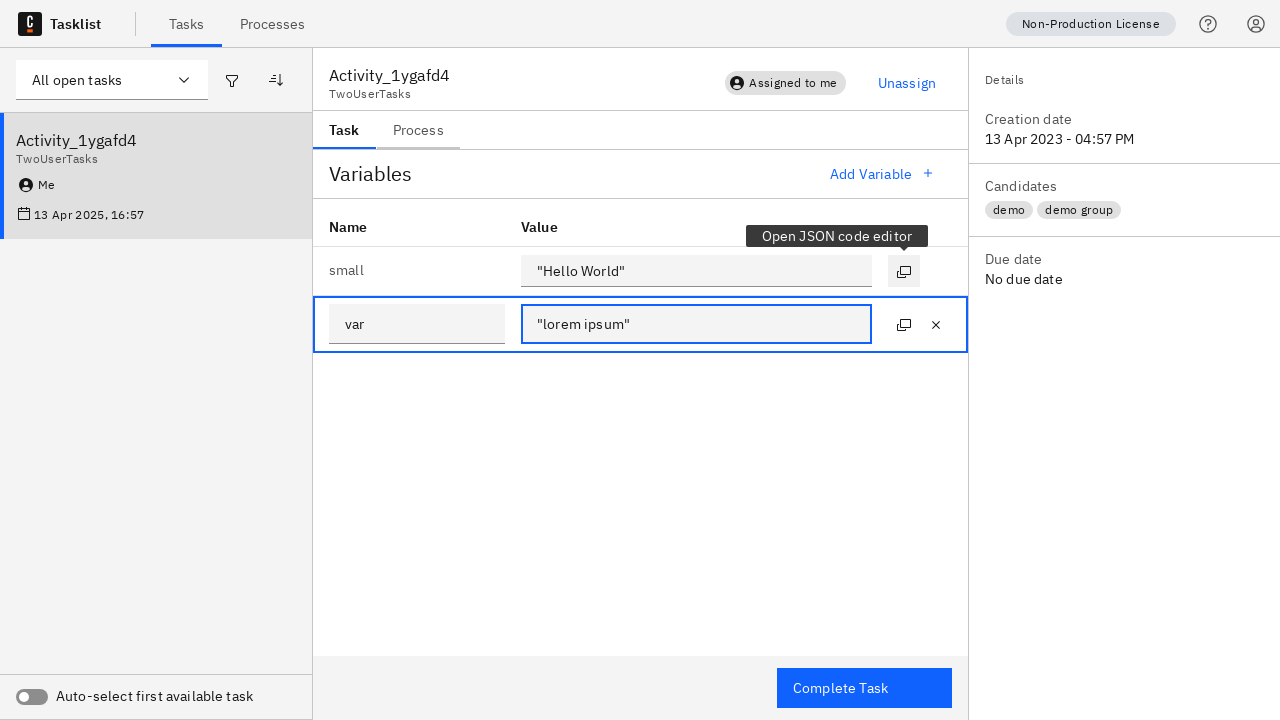 Tasklist
Tasks
Processes
Non-Production License
All open tasks
Activity_1ygafd4
TwoUserTasks
Me
13 Apr 2025, 16:57
Auto-select first available task
Activity_1ygafd4
TwoUserTasks
Assigned to me
Unassign
Task
Process
Variables
Add Variable
Name
Value
Open JSON code editor
small
"Hello World"
var
"lorem ipsum"
Complete Task
Details
Creation date
13 Apr 2023 - 04:57 PM
Candidates
demo
demo group
Due date
No due date